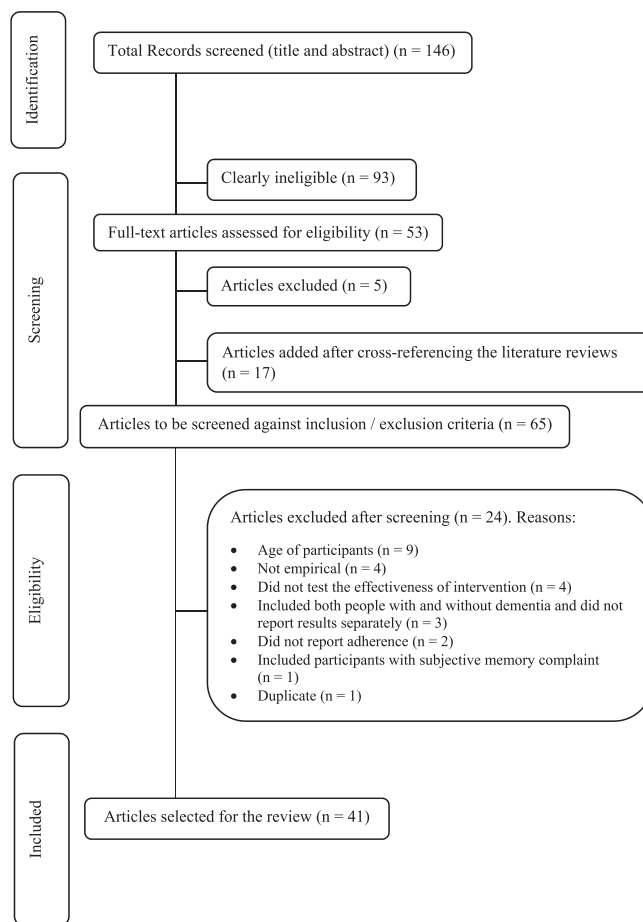 Identification
Total Records screened (title and abstract) (n = 146)
Screening
Clearly ineligible (n = 93)
Full-text articles assessed for eligibility (n = 53)
Articles excluded (n = 5)
Articles added after cross-referencing the literature reviews
(n = 17)
Articles to be screened against inclusion / exclusion criteria (n = 65)
Eligibility
Articles excluded after screening (n = 24). Reasons:
• Age of participants (n = 9)
• Not empirical (n = 4)
• Did not test the effectiveness of intervention (n = 4)
• Included both people with and without dementia and did not
report results separately (n = 3)
• Did not report adherence (n = 2)
• Included participants with subjective memory complaint
(n = 1)
• Duplicate (n = 1)
Included
Articles selected for the review (n = 41)